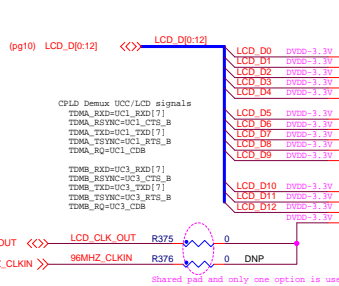 (pg10) LCD_D[0:12] LCD_D[0:12]
LCD_D0 DVDD-3.3V
LCD_D1 DVDD-3.3V
LCD_D2 DVDD-3.3V
LCD_D3 DVDD-3.3V
LCD_D4 DVDD-3.3V
CPLD Demux UCC/LCD signals
TDMA_RXD=UC1_RXD[7]
TDMA_RSYNC=UC1_CTS_B
TDMA_TXD=UC1_TXD[7]
TDMA_TSYNC=UC1_RTS_B
TDMA_RQ=UC1_CDB
LCD_D5 DVDD-3.3V
LCD_D6 DVDD-3.3V
LCD_D7 DVDD-3.3V
LCD_D8 DVDD-3.3V
LCD_D9 DVDD-3.3V
TDMB_RXD=UC3_RXD[7]
TDMB_RSYNC=UC3_CTS_B
TDMB_TXD=UC3_TXD[7]
TDMB_TSYNC=UC3_RTS_B
TDMB_RQ=UC3_CDB
LCD_D10 DVDD-3.3V
LCD_D11 DVDD-3.3V
LCD_D12 DVDD-3.3V
DVDD-3.3V
OUT LCD_CLK_OUT R375 0
_CLKIN 96MHZ_CLKIN R376 0 DNP
Shared pad and only one option is use